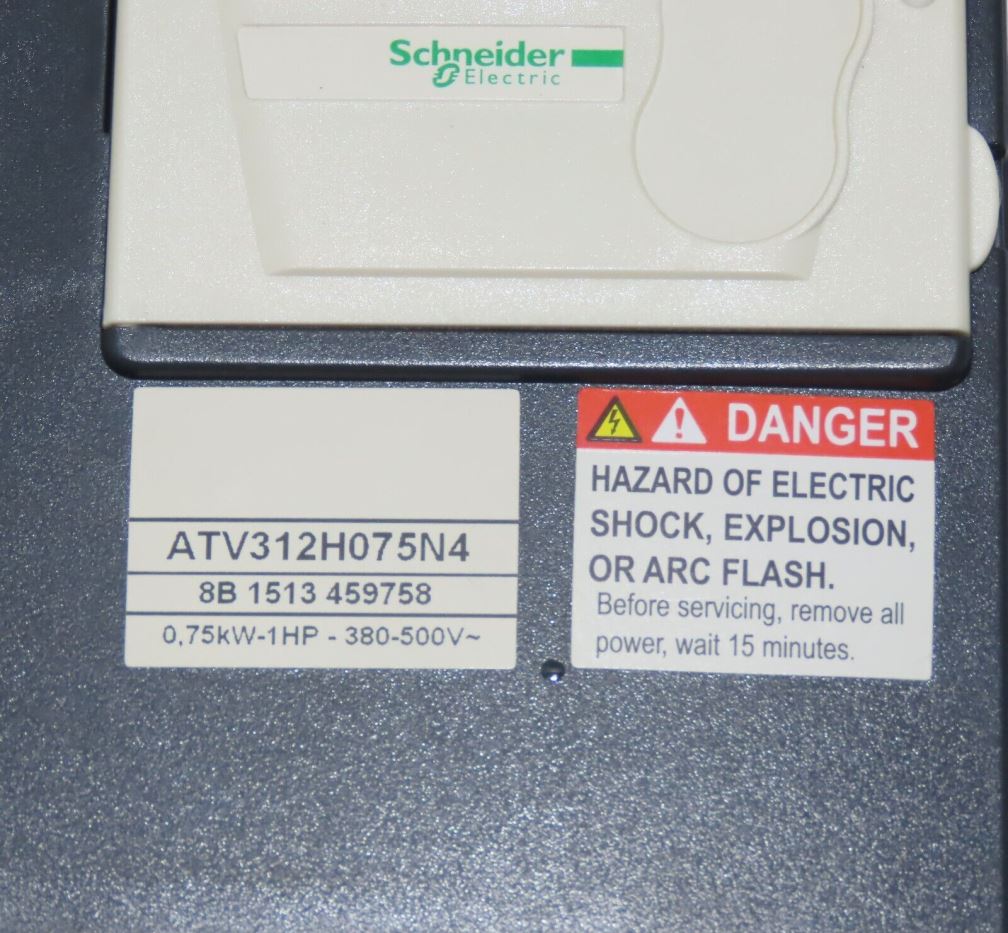 Schneider
Electric
ATV312H075N4
8B 1513 459758
0,75kW-1HP - 380-500V~
DANGER
HAZARD OF ELECTRIC
SHOCK, EXPLOSION,
OR ARC FLASH.
Before servicing, remove all
power, wait 15 minutes.